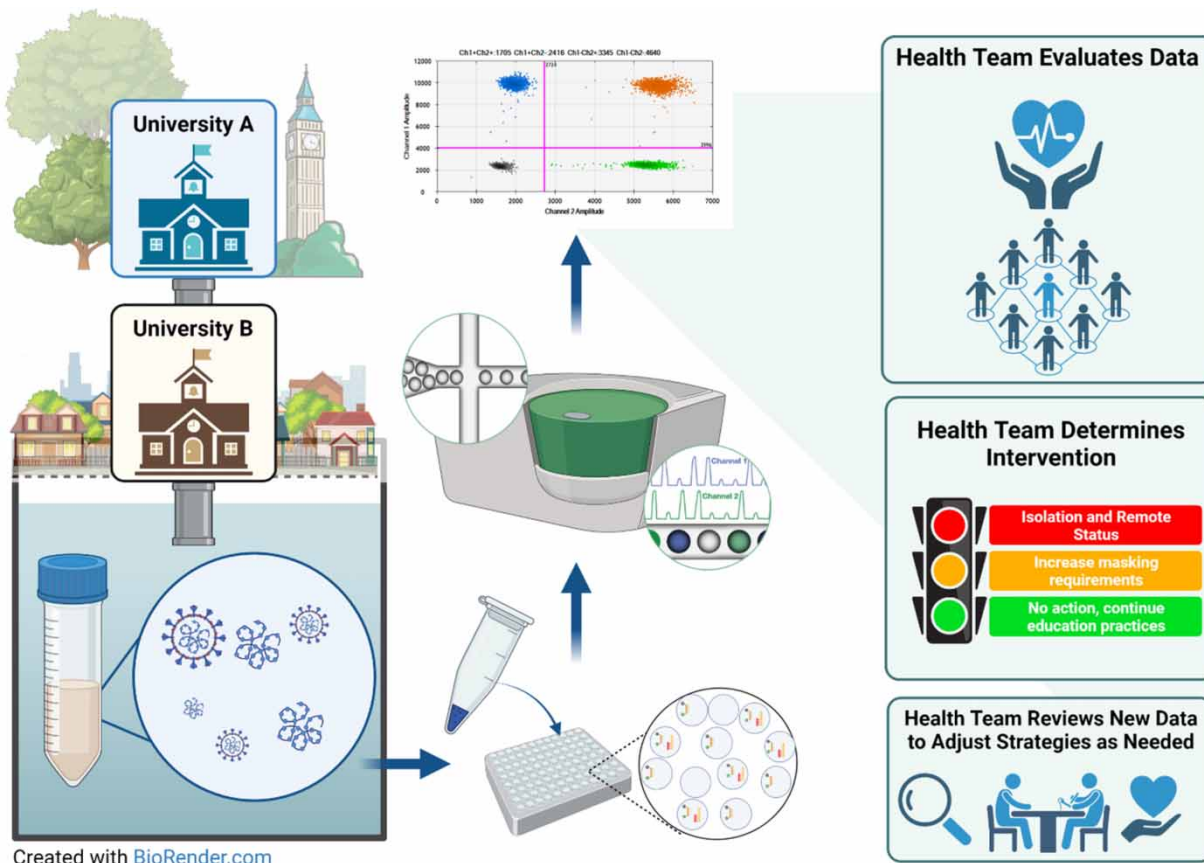 University A
University B
Created with BioRender.com
Ch1+Ch2+:1705 Ch1+Ch2-:2416 Ch1-Ch2+:3345 Ch1-Ch2-:4640
Channel 1 Amplitude
10000
8000
6000
4000
2000
0
0 1000 2000 3000 4000 5000 6000 7000
Channel 2 Amplitude
Channel 1
Channel 2
Health Team Evaluates Data
Health Team Determines
Intervention
Isolation and Remote
Status
Increase masking
requirements
No action, continue
education practices
Health Team Reviews New Data
to Adjust Strategies as Needed